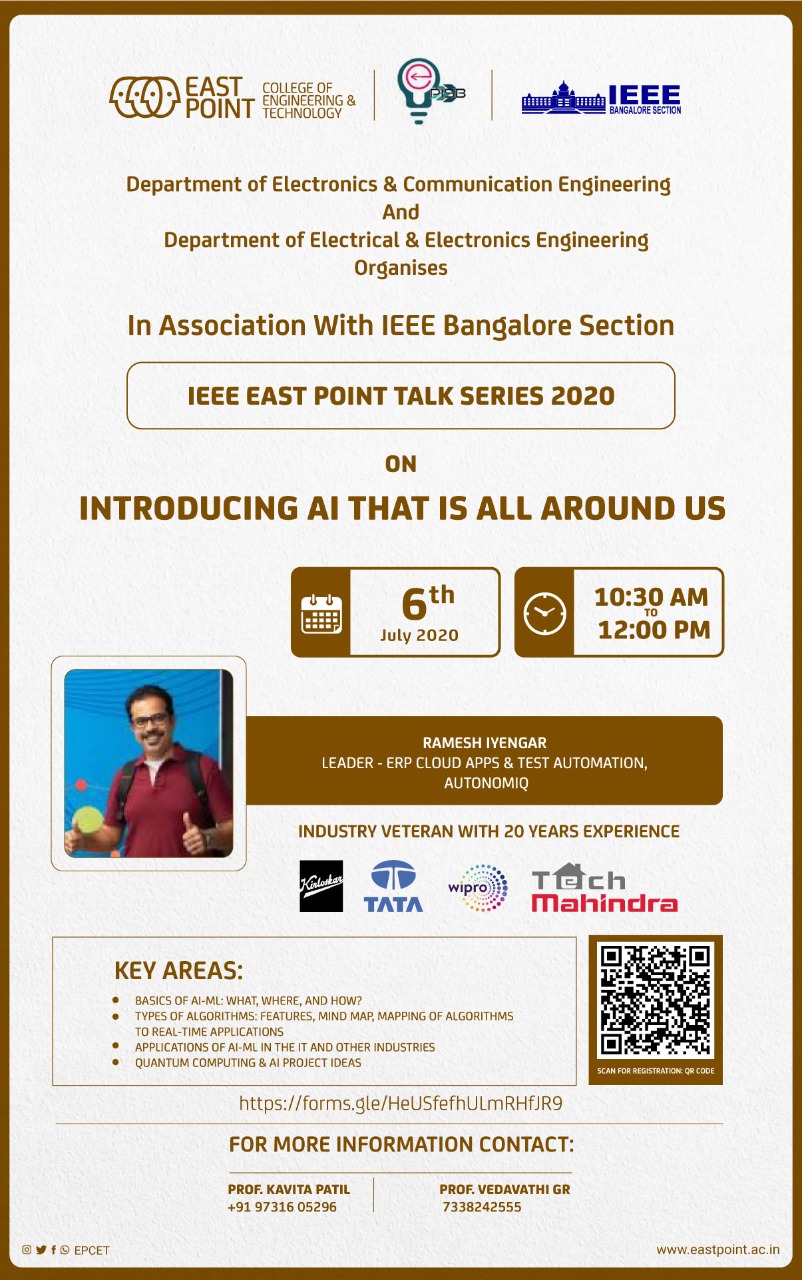 EAST
POINT
COLLEGE OF
ENGINEERING &
TECHNOLOGY
IEEE
BANGALORE SECTION
Department of Electronics & Communication Engineering
And
Department of Electrical & Electronics Engineering
Organises
In Association With IEEE Bangalore Section
IEEE EAST POINT TALK SERIES 2020
ON
INTRODUCING AI THAT IS ALL AROUND US
6th
July 2020
10:30 AM
TO
12:00 PM
RAMESH IYENGAR
LEADER - ERP CLOUD APPS & TEST AUTOMATION,
AUTONOMIQ
INDUSTRY VETERAN WITH 20 YEARS EXPERIENCE
Kirloskar
TATA
wipro
Tech
Mahindra
KEY AREAS:
BASICS OF AI-ML: WHAT, WHERE, AND HOW?
TYPES OF ALGORITHMS: FEATURES, MIND MAP, MAPPING OF ALGORITHMS
TO REAL-TIME APPLICATIONS
APPLICATIONS OF AI-ML IN THE IT AND OTHER INDUSTRIES
QUANTUM COMPUTING & AI PROJECT IDEAS
SCAN FOR REGISTRATION: QR CODE
https://forms.gle/HeUSfefhULmRHfJR9
FOR MORE INFORMATION CONTACT:
PROF. KAVITA PATIL
+91 97316 05296
PROF. VEDAVATHI GR
7338242555
EPCET
www.eastpoint.ac.in